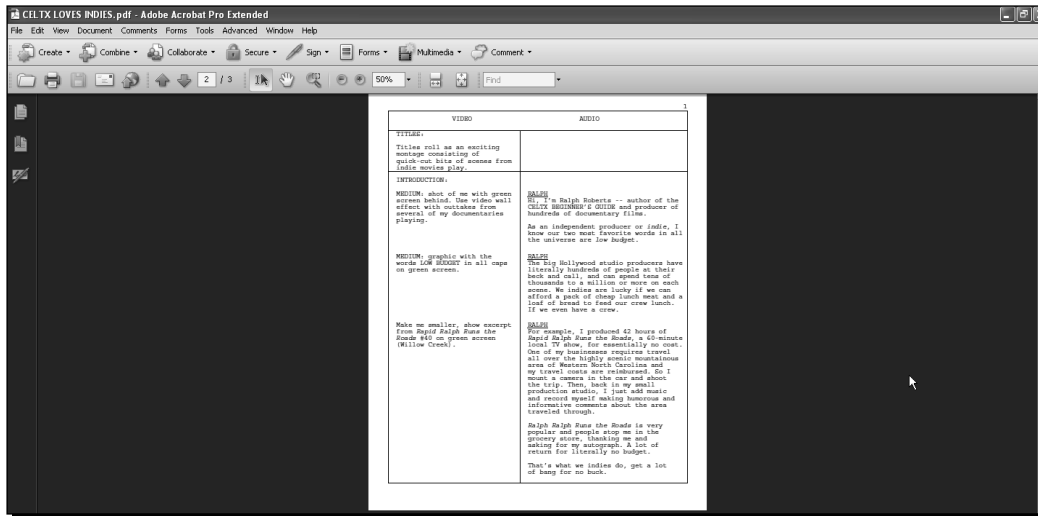 CELTX LOVES INDIES.pdf - Adobe Acrobat Pro Extended
File Edit View Document Comments Forms Tools Advanced Window Help
Create Combine Collaborate Secure Sign Forms Multimedia Comment
2 / 3 50% Find
1
VIDEO AUDIO
TITLES:
Titles roll as an exciting
montage consisting of
quick-cut bits of scenes from
indie movies play.
INTRODUCTION:
MEDIUM: shot of me with green
screen behind. Use video wall
effect with outtakes from
several of my documentaries
playing.
RALPH
Hi, I'm Ralph Roberts -- author of the
CELTX BEGINNER'S GUIDE and producer of
hundreds of documentary films.
As an independent producer or indie, I
know our two most favorite words in all
the universe are low budget.
MEDIUM: graphic with the
words LOW BUDGET in all caps
on green screen.
RALPH
The big Hollywood studio producers have
literally hundreds of people at their
beck and call, and can spend tens of
thousands to a million or more on each
scene. We indies are lucky if we can
afford a pack of cheap lunch meat and a
loaf of bread to feed our crew lunch.
If we even have a crew.
Make me smaller, show excerpt
from Rapid Ralph Runs the
Roads #40 on green screen
(Willow Creek).
RALPH
For example, I produced 42 hours of
Rapid Ralph Runs the Roads, a 60-minute
local TV show, for essentially no cost.
One of my businesses requires travel
all over the highly scenic mountainous
area of Western North Carolina and
my travel costs are reimbursed. So I
mount a camera in the car and shoot
the trip. Then, back in my small
production studio, I just add music
and record myself making humorous and
informative comments about the area
traveled through.
Ralph Ralph Runs the Roads is very
popular and people stop me in the
grocery store, thanking me and
asking for my autograph. A lot of
return for literally no budget.
That's what we indies do, get a lot
of bang for no buck.